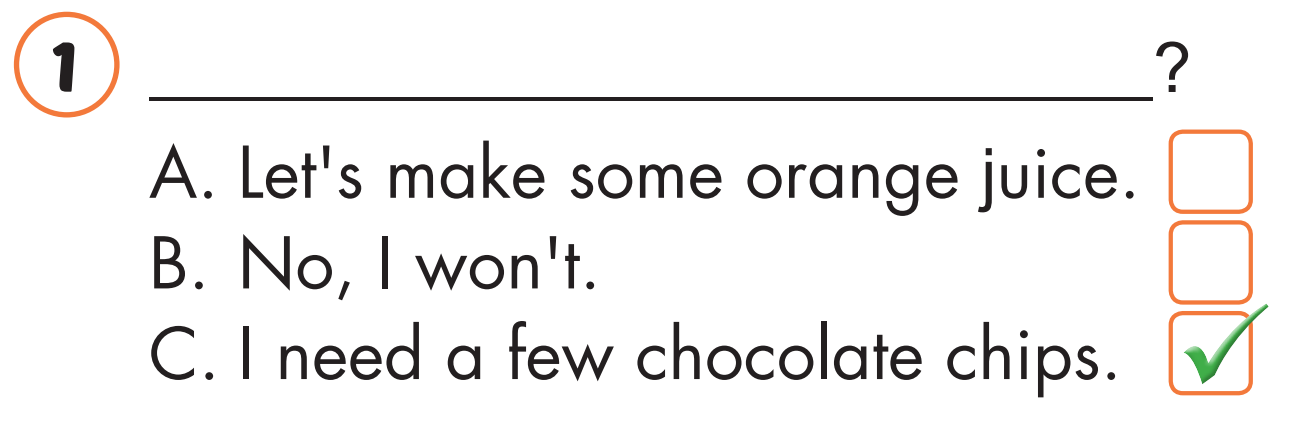 1 ?
A. Let's make some orange juice.
B. No, I won't.
C. I need a few chocolate chips.